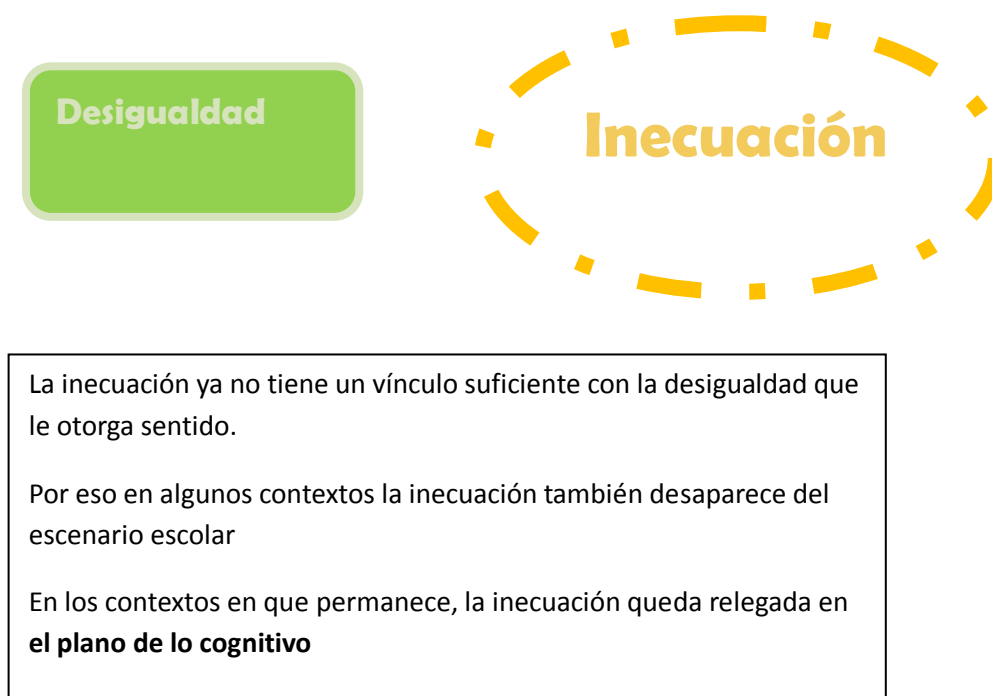 Desigualdad
Inecuación
La inecuación ya no tiene un vínculo suficiente con la desigualdad que
le otorga sentido.
Por eso en algunos contextos la inecuación también desaparece del
escenario escolar
En los contextos en que permanece, la inecuación queda relegada en
el plano de lo cognitivo